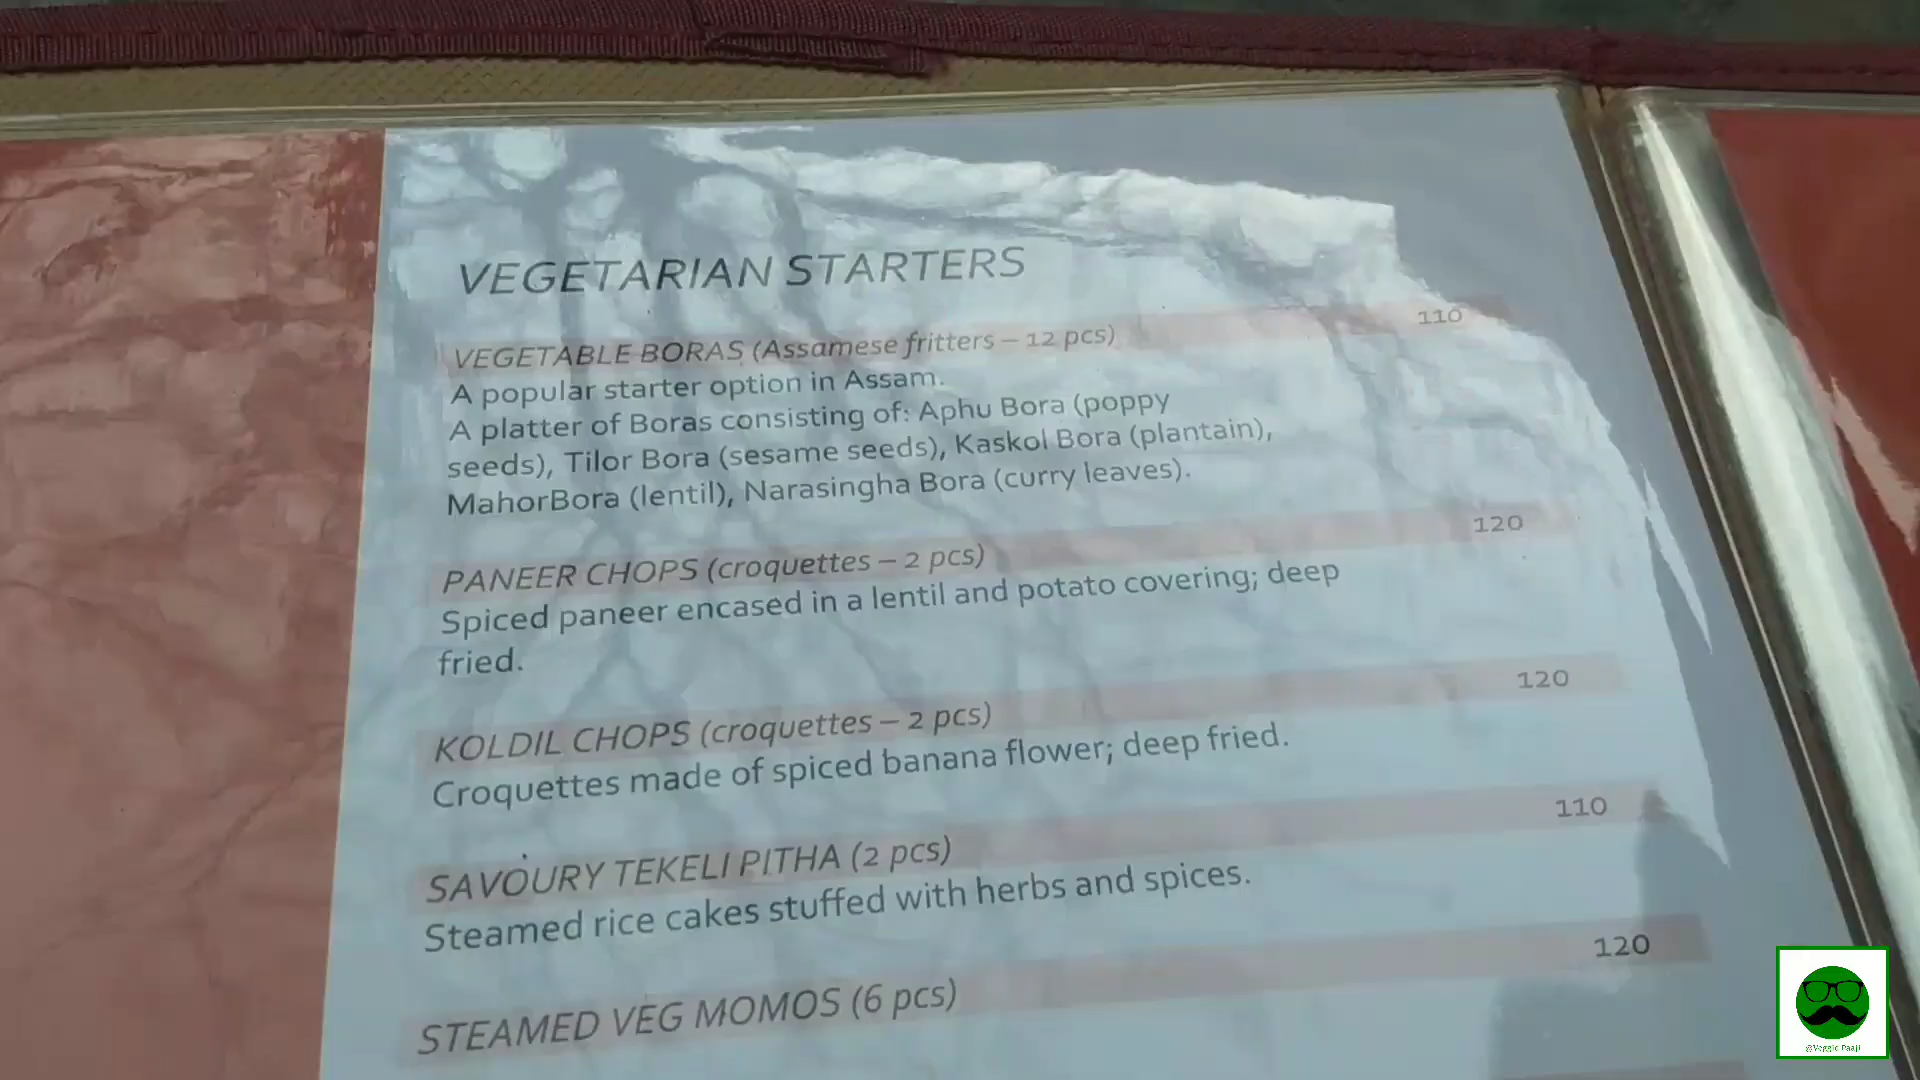 VEGETARIAN STARTERS
VEGETABLE BORAS (Assamese fritters – 12 pcs) 110
A popular starter option in Assam.
A platter of Boras consisting of: Aphu Bora (poppy
seeds), Tilor Bora (sesame seeds), Kaskol Bora (plantain),
MahorBora (lentil), Narasingha Bora (curry leaves).
PANEER CHOPS (croquettes – 2 pcs) 120
Spiced paneer encased in a lentil and potato covering; deep
fried.
KOLDIL CHOPS (croquettes – 2 pcs) 120
Croquettes made of spiced banana flower; deep fried.
SAVOURY TEKELI PITHA (2 pcs) 110
Steamed rice cakes stuffed with herbs and spices.
STEAMED VEG MOMOS (6 pcs) 120
@Veggie Paaji